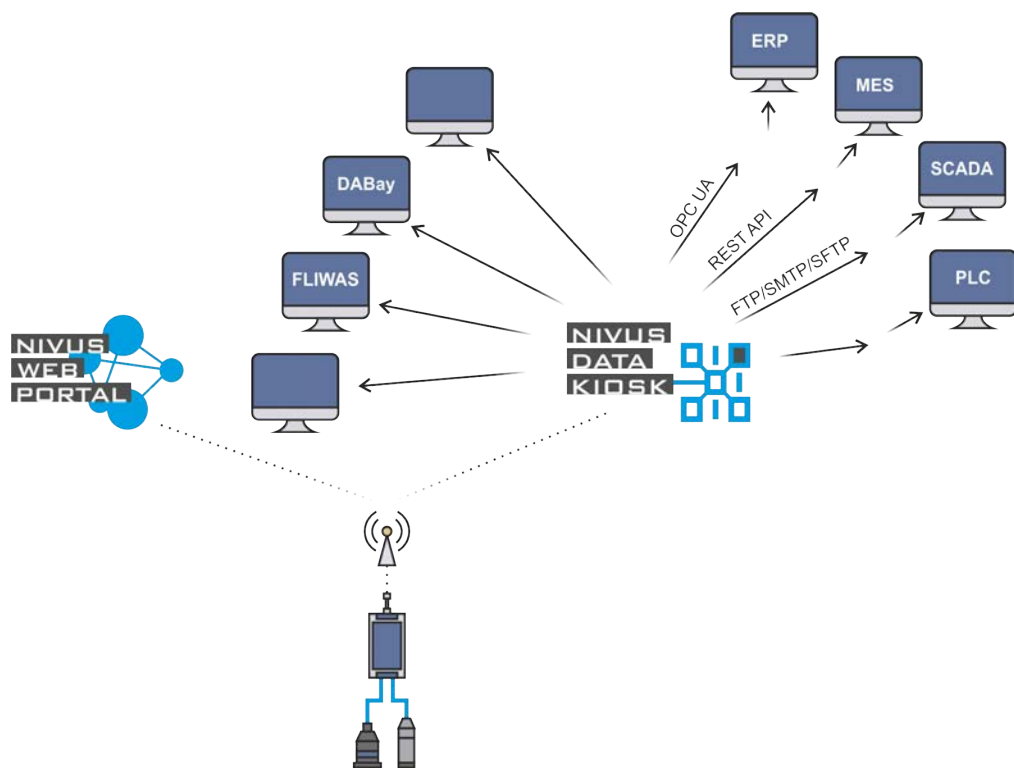 ERP
MES
SCADA
PLC
DABay
FLIWAS
OPC UA
REST API
FTP/SMTP/SFTP
NIVUS
WEB
PORTAL
NIVUS
DATA
KIOSK